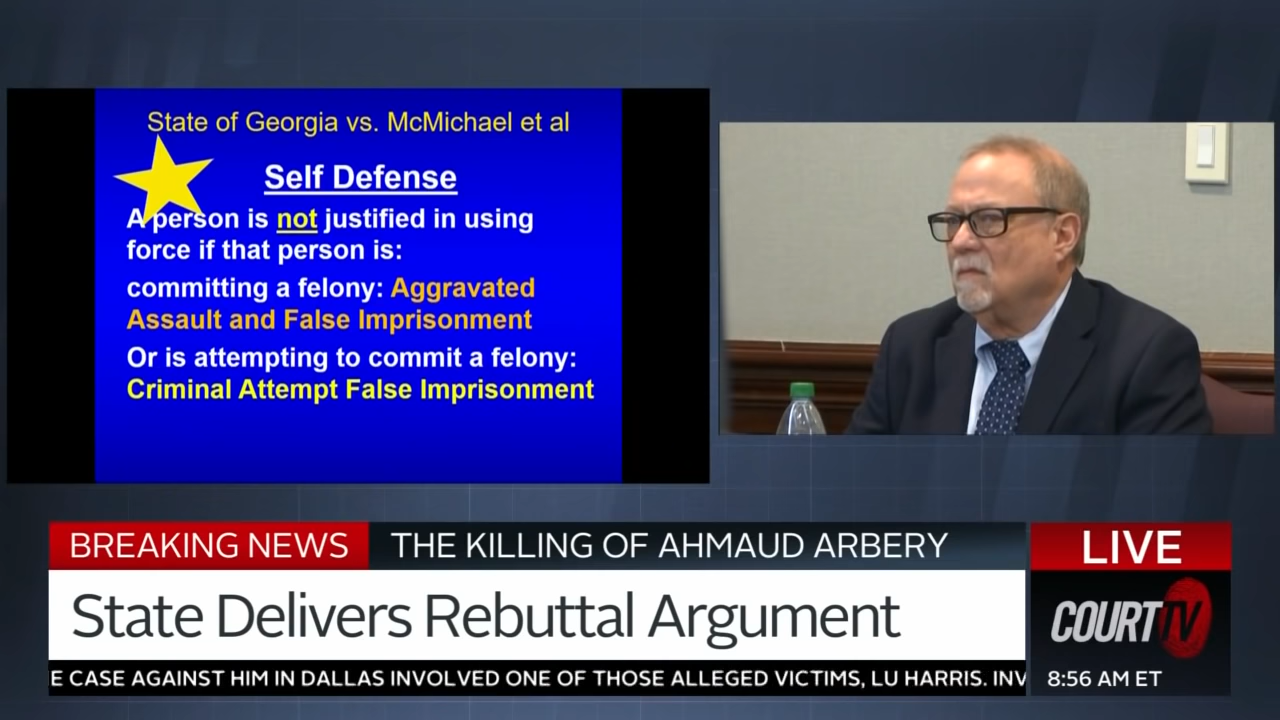 State of Georgia vs. McMichael et al
Self Defense
A person is not justified in using
force if that person is:
committing a felony: Aggravated
Assault and False Imprisonment
Or is attempting to commit a felony:
Criminal Attempt False Imprisonment
BREAKING NEWS
THE KILLING OF AHMAUD ARBERY
LIVE
State Delivers Rebuttal Argument
COURT TV
E CASE AGAINST HIM IN DALLAS INVOLVED ONE OF THOSE ALLEGED VICTIMS, LU HARRIS. INV
8:56 AM ET